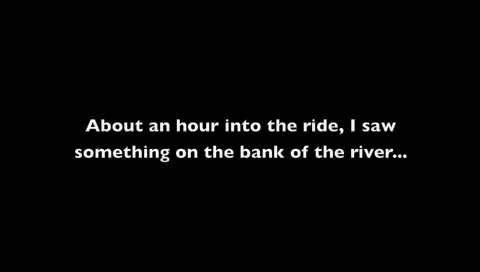 About an hour into the ride, I saw
something on the bank of the river...